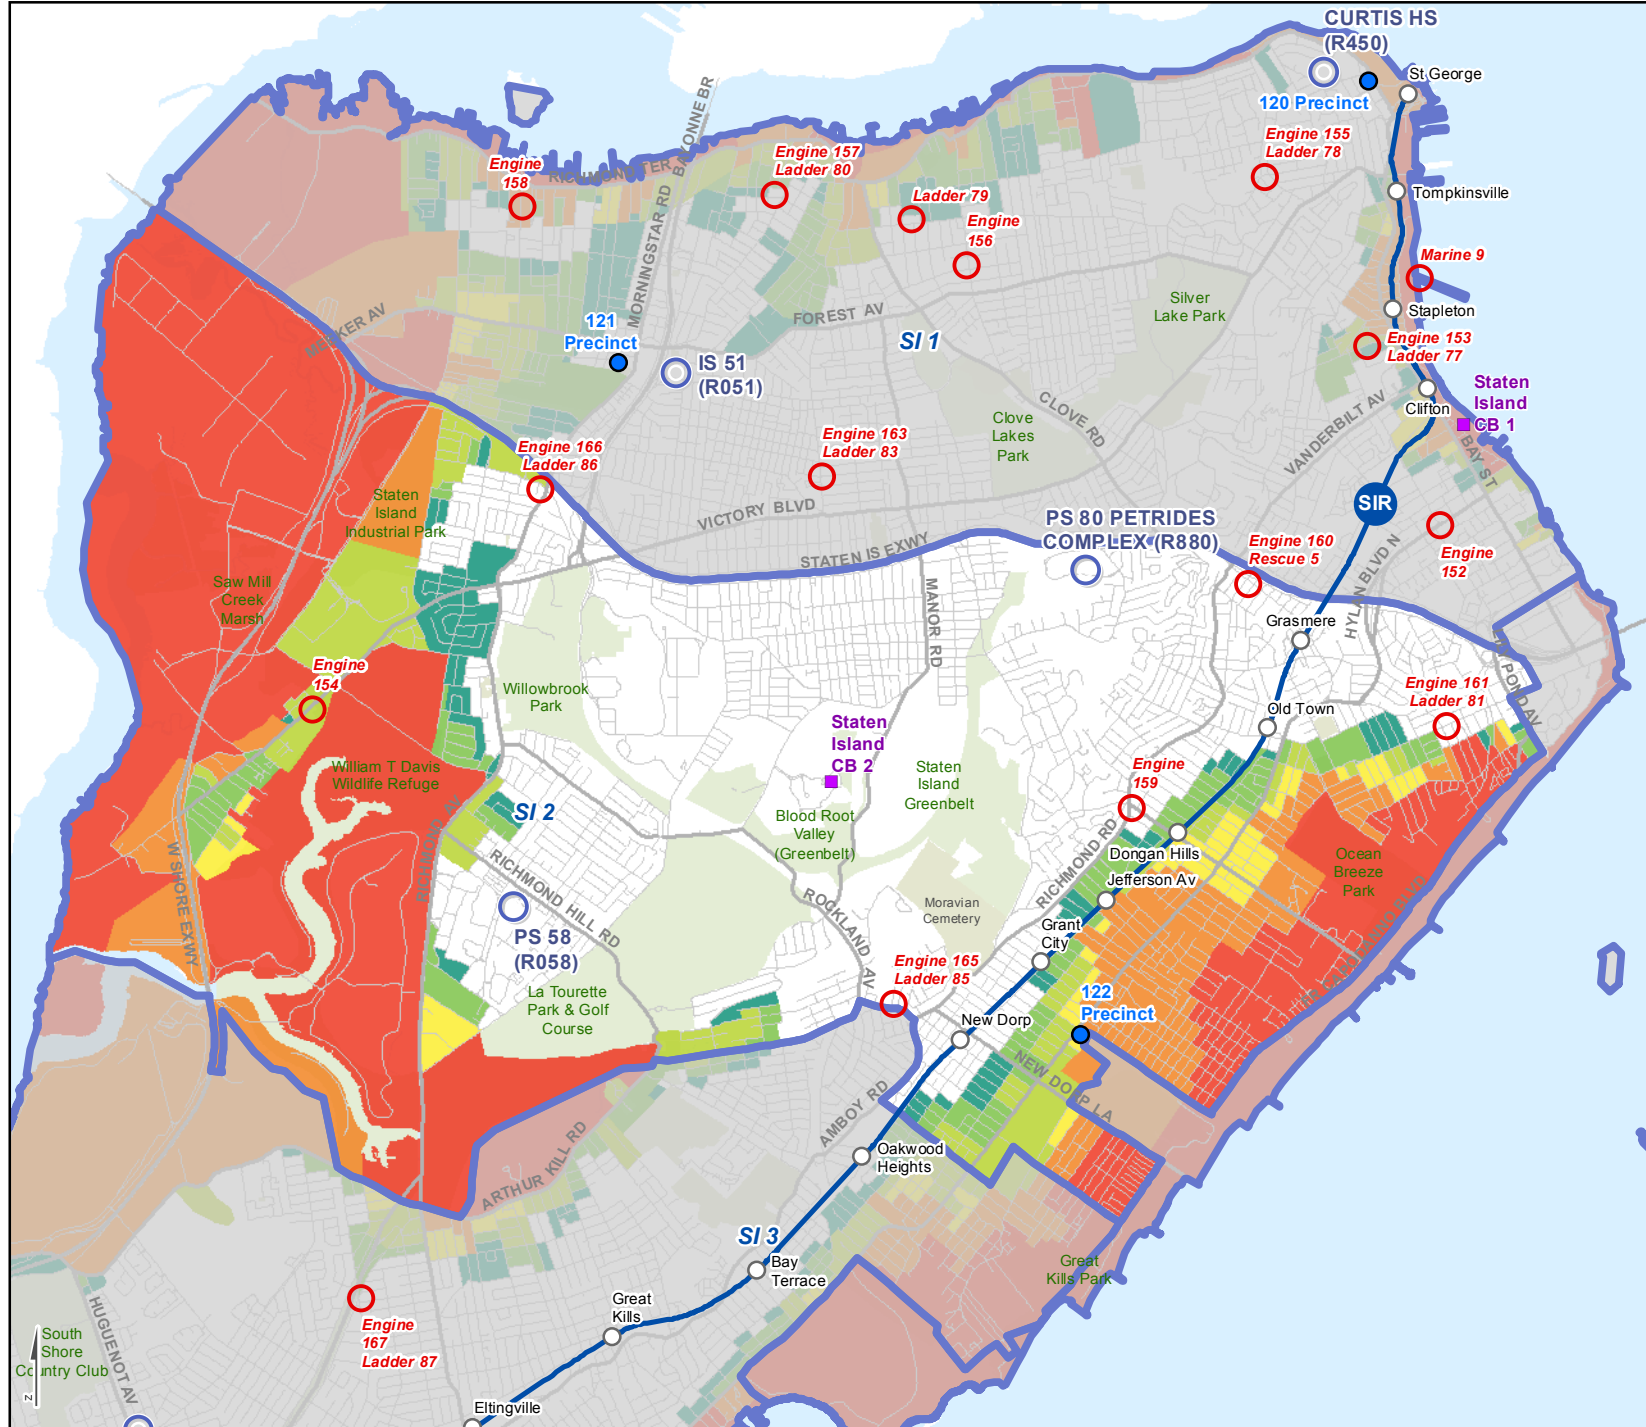 CURTIS HS
(R450)
St George
120 Precinct
Engine 155
Ladder 78
Tompkinsville
Marine 9
Stapleton
Engine 153
Ladder 77
Clifton
Staten
Island
CB 1
BAY ST
VANDERBILT AV
SIR
Engine
152
HYLAN BLVD N
Engine 160
Rescue 5
Grasmere
LILY POND AV
Engine 161
Ladder 81
Old Town
BAYONNE BR
RICHMOND TER
Engine
158
Engine 157
Ladder 80
Ladder 79
Engine
156
MORNINGSTAR RD
Silver
Lake Park
FOREST AV
SI 1
121
Precinct
IS 51
(R051)
CLOVE RD
Clove
Lakes
Park
Engine 163
Ladder 83
VICTORY BLVD
STATEN IS EXWY
PS 80 PETRIDES
COMPLEX (R880)
MANOR RD
MEEKER AV
Engine 166
Ladder 86
Staten
Island
Industrial Park
Saw Mill
Creek
Marsh
Engine
154
William T Davis
Wildlife Refuge
Willowbrook
Park
Staten
Island
CB 2
Blood Root
Valley
(Greenbelt)
Staten
Island
Greenbelt
SI 2
RICHMOND AV
RICHMOND HILL RD
PS 58
(R058)
La Tourette
Park & Golf
Course
W SHORE EXWY
ROCKLAND AV
Moravian
Cemetery
Engine
159
RICHMOND RD
Dongan Hills
Jefferson Av
Grant
City
Ocean
Breeze
Park
Engine 165
Ladder 85
122
Precinct
New Dorp
NEW DORP LA
AMBOY RD
Oakwood
Heights
ARTHUR KILL RD
SI 3
Bay
Terrace
Great
Kills Park
Great
Kills
Engine
167
Ladder 87
HUGUENOT AV
South
Shore
Country Club
Eltingville
z